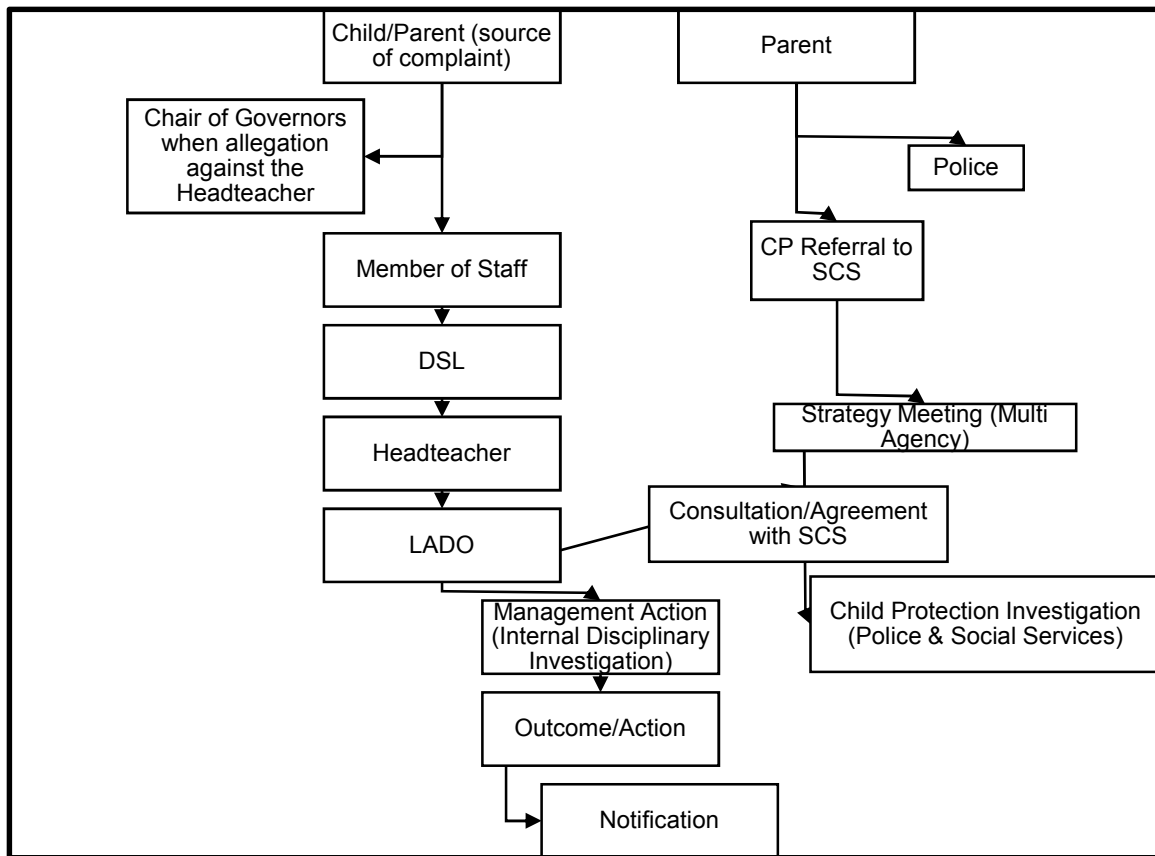 Child/Parent (source
of complaint)
Parent
Chair of Governors
when allegation
against the
Headteacher
Police
Member of Staff
CP Referral to
SCS
DSL
Headteacher
Strategy Meeting (Multi
Agency)
LADO
Consultation/Agreement
with SCS
Management Action
(Internal Disciplinary
Investigation)
Child Protection Investigation
(Police & Social Services)
Outcome/Action
Notification